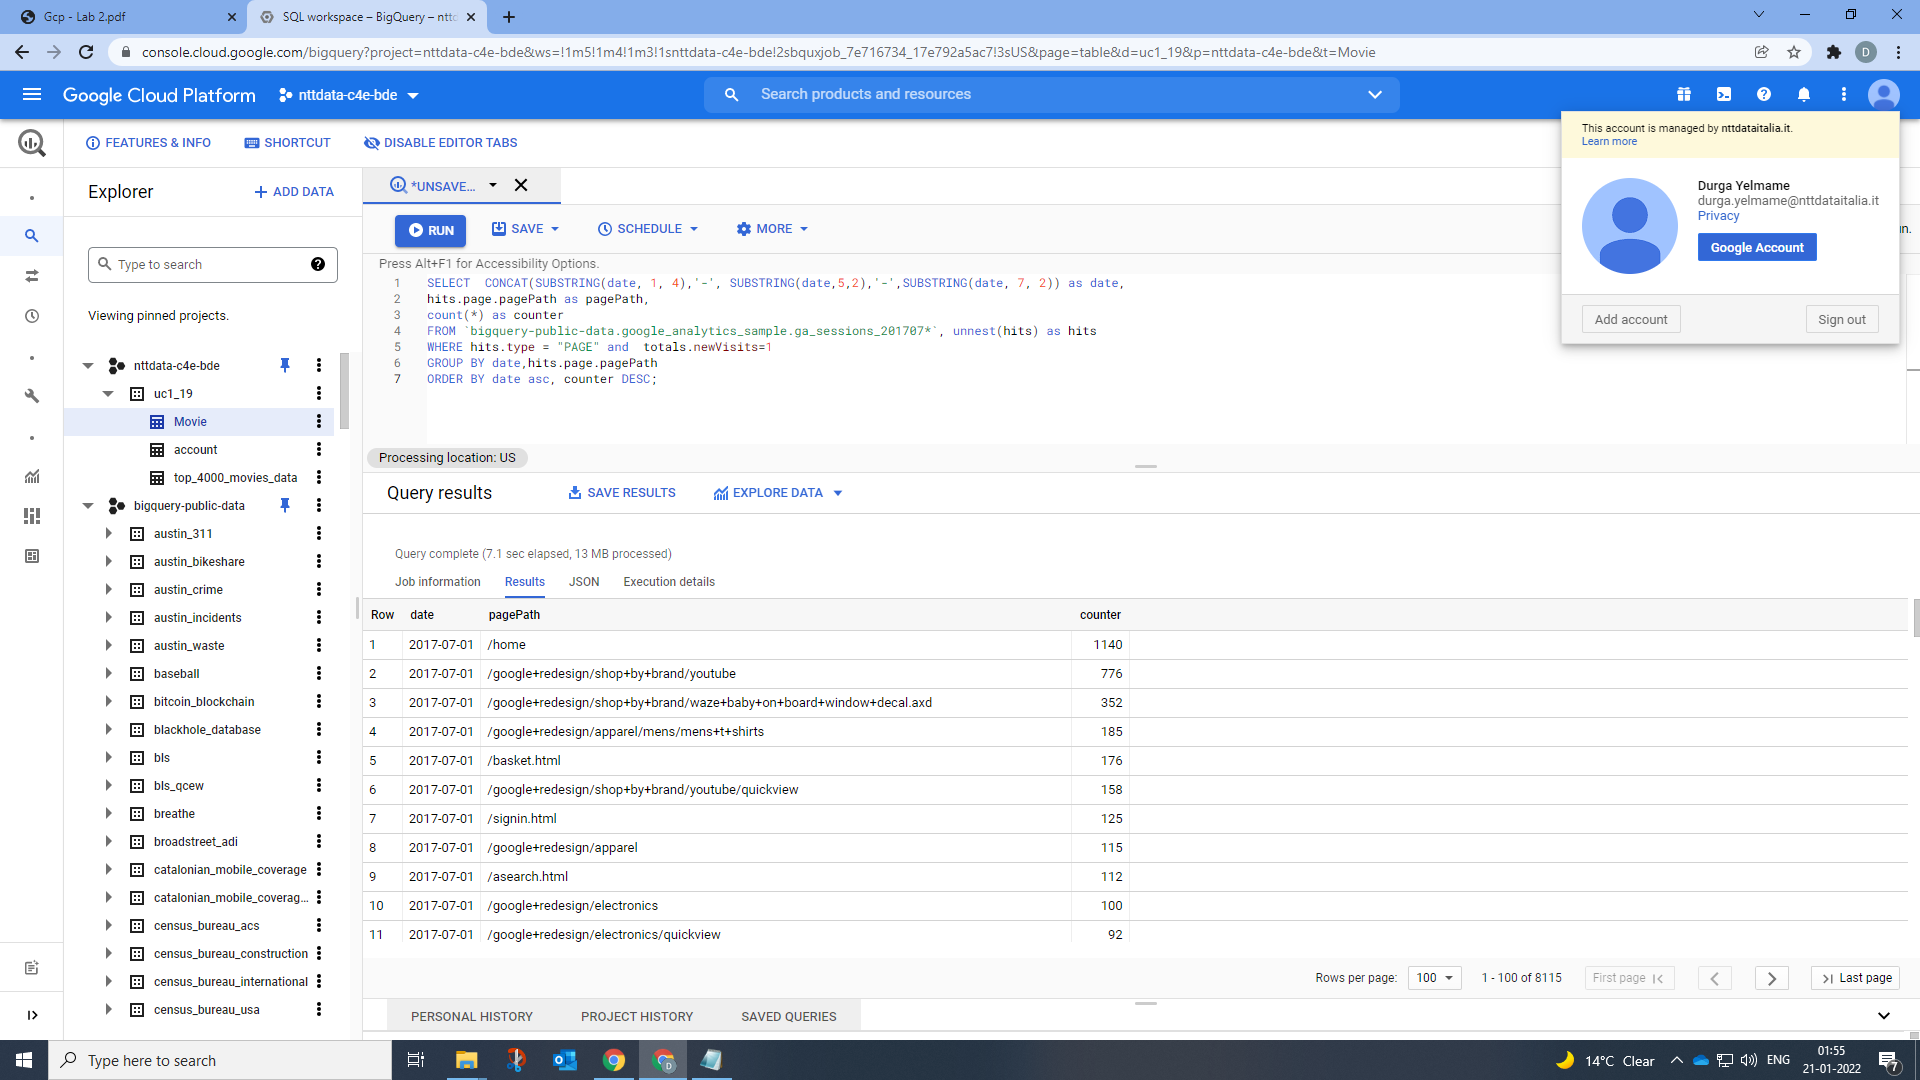 Gcp - Lab 2.pdf
SQL workspace – BigQuery – nttd
console.cloud.google.com/bigquery?project=nttdata-c4e-bde&ws=!1m5!1m4!1m3!1snttdata-c4e-bde!2sbquxjob_7e716734_17e792a5ac7!3sUS&page=table&d=uc1_19&p=nttdata-c4e-bde&t=Movie
D
Google Cloud Platform
nttdata-c4e-bde
Search products and resources
This account is managed by nttdataitalia.it.
Learn more
Durga Yelmame
durga.yelmame@nttdataitalia.it
Privacy
Google Account
Add account
Sign out
FEATURES & INFO
SHORTCUT
DISABLE EDITOR TABS
Explorer
ADD DATA
Type to search
Viewing pinned projects.
nttdata-c4e-bde
uc1_19
Movie
account
top_4000_movies_data
bigquery-public-data
austin_311
austin_bikeshare
austin_crime
austin_incidents
austin_waste
baseball
bitcoin_blockchain
blackhole_database
bls
bls_qcew
breathe
broadstreet_adi
catalonian_mobile_coverage
catalonian_mobile_coverag...
census_bureau_acs
census_bureau_construction
census_bureau_international
census_bureau_usa
*UNSAVE...
RUN
SAVE
SCHEDULE
MORE
n.
Press Alt+F1 for Accessibility Options.
1 SELECT  CONCAT(SUBSTRING(date, 1, 4),'-', SUBSTRING(date,5,2),'-',SUBSTRING(date, 7, 2)) as date,
2 hits.page.pagePath as pagePath,
3 count(*) as counter
4 FROM `bigquery-public-data.google_analytics_sample.ga_sessions_201707*`, unnest(hits) as hits
5 WHERE hits.type = "PAGE" and  totals.newVisits=1
6 GROUP BY date,hits.page.pagePath
7 ORDER BY date asc, counter DESC;
Processing location: US
Query results
SAVE RESULTS
EXPLORE DATA
Query complete (7.1 sec elapsed, 13 MB processed)
Job information
Results
JSON
Execution details
Row date pagePath counter
1 2017-07-01 /home 1140
2 2017-07-01 /google+redesign/shop+by+brand/youtube 776
3 2017-07-01 /google+redesign/shop+by+brand/waze+baby+on+board+window+decal.axd 352
4 2017-07-01 /google+redesign/apparel/mens/mens+t+shirts 185
5 2017-07-01 /basket.html 176
6 2017-07-01 /google+redesign/shop+by+brand/youtube/quickview 158
7 2017-07-01 /signin.html 125
8 2017-07-01 /google+redesign/apparel 115
9 2017-07-01 /asearch.html 112
10 2017-07-01 /google+redesign/electronics 100
11 2017-07-01 /google+redesign/electronics/quickview 92
Rows per page: 100
1 - 100 of 8115
First page
Last page
PERSONAL HISTORY
PROJECT HISTORY
SAVED QUERIES
Type here to search
D
14°C Clear
ENG
01:55
21-01-2022
7